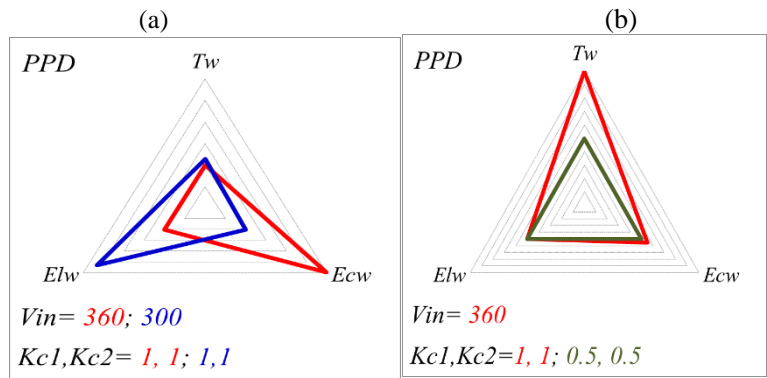 (a)
PPD
Tw
Elw
Ecw
Vin= 360; 300
Kc1,Kc2= 1, 1; 1,1
(b)
PPD
Tw
Elw
Ecw
Vin= 360
Kc1,Kc2=1, 1; 0.5, 0.5